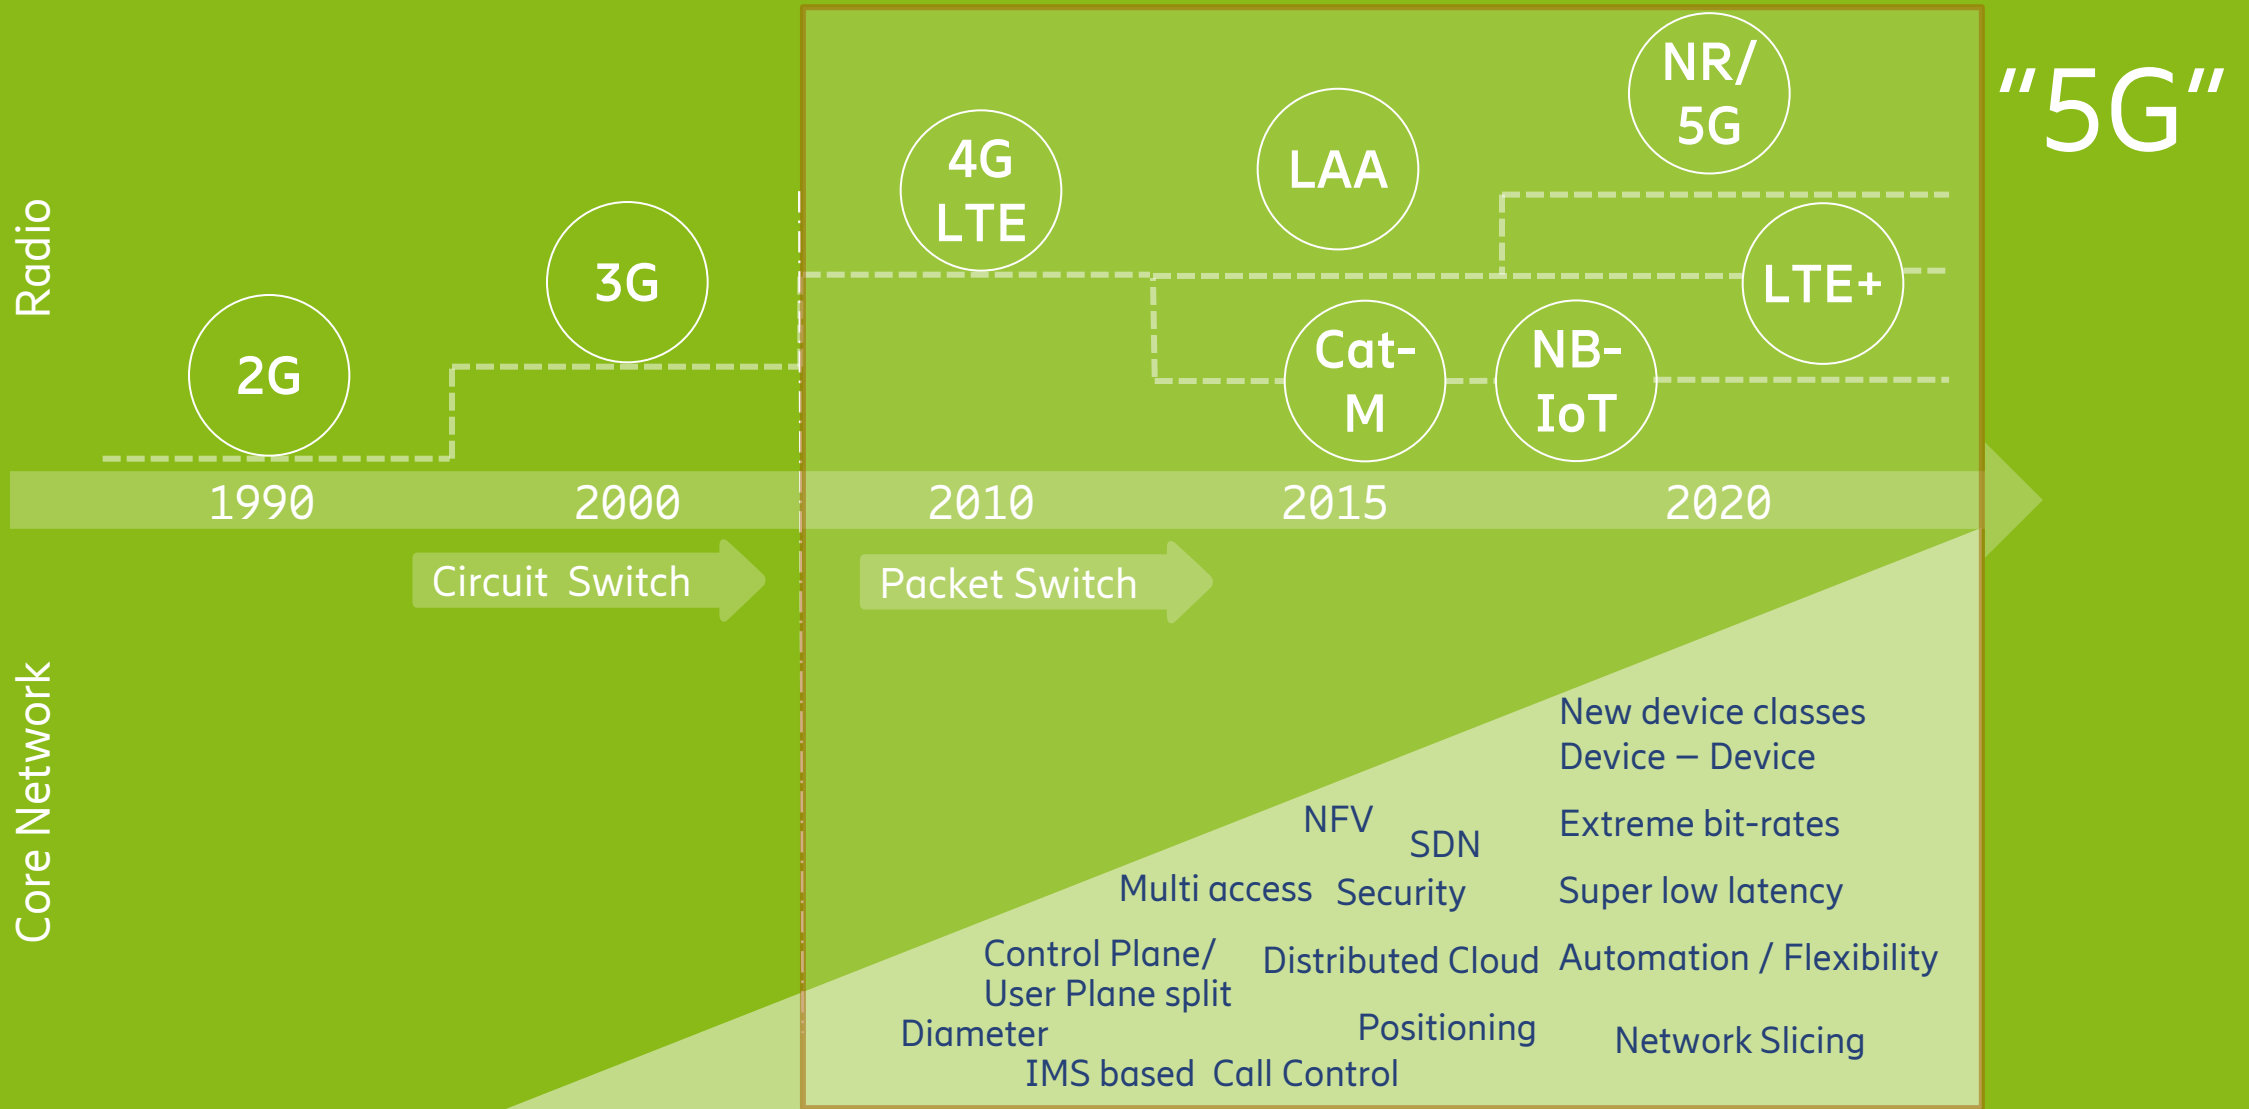 "5G"
Radio
2G
3G
4G
LTE
LAA
NR/
5G
Cat-
M
NB-
IoT
LTE+
1990
2000
2010
2015
2020
Circuit Switch
Packet Switch
Core Network
New device classes
Device – Device
NFV
SDN
Extreme bit-rates
Multi access
Security
Super low latency
Control Plane/
User Plane split
Distributed Cloud
Automation / Flexibility
Diameter
Positioning
Network Slicing
IMS based Call Control